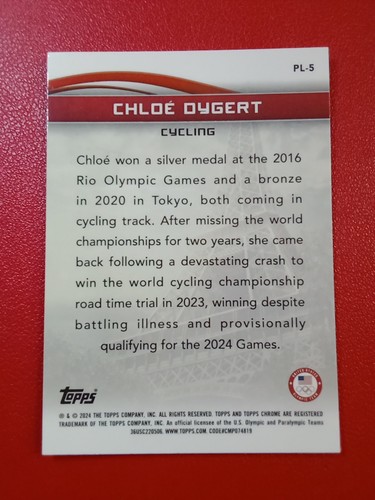 PL-5
CHLOÉ DYGERT
CYCLING
Chloé won a silver medal at the 2016
Rio Olympic Games and a bronze
in 2020 in Tokyo, both coming in
cycling track. After missing the world
championships for two years, she came
back following a devastating crash to
win the world cycling championship
road time trial in 2023, winning despite
battling illness and provisionally
qualifying for the 2024 Games.
Topps
® & © 2024 THE TOPPS COMPANY, INC. ALL RIGHTS RESERVED. TOPPS AND TOPPS CHROME ARE REGISTERED
TRADEMARK OF THE TOPPS COMPANY, INC. An official licensee of the U.S. Olympic and Paralympic Teams
36USC220506. WWW.TOPPS.COM. CODE#CMP074819